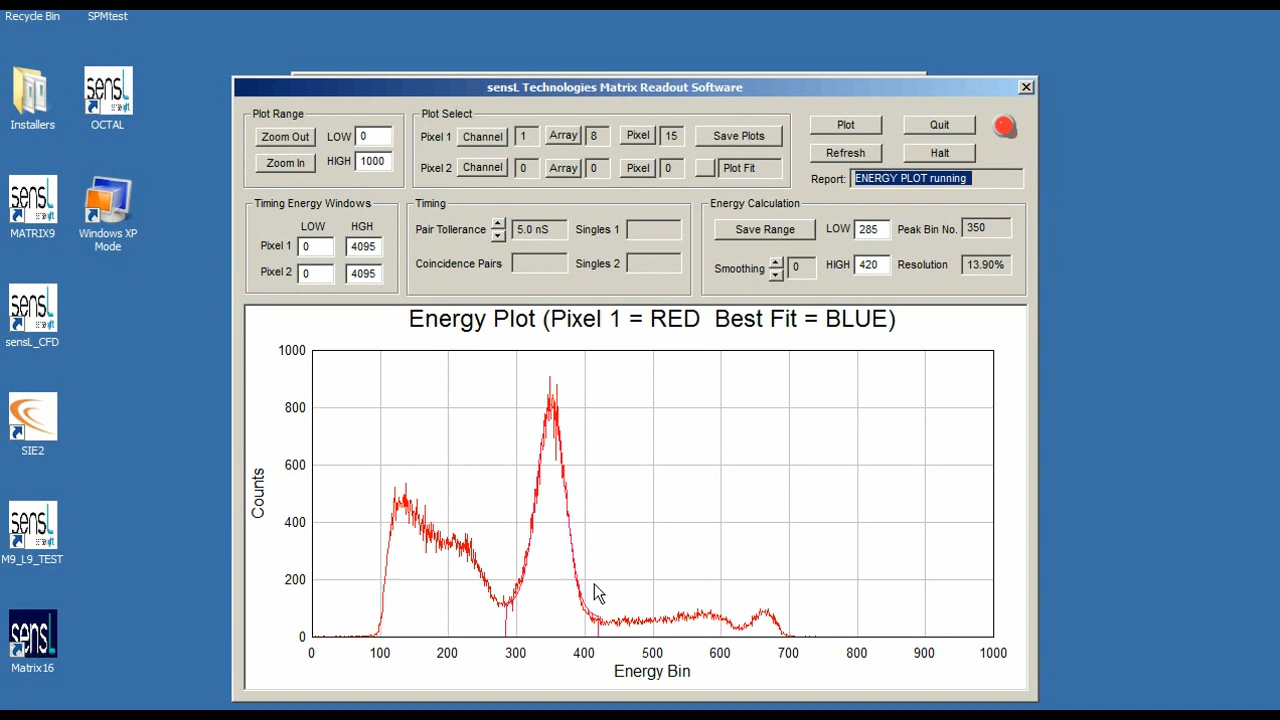 Recycle Bin
SPMtest
Installers
OCTAL
MATRIX9
Windows XP
Mode
sensL_CFD
SIE2
M9_L9_TEST
Matrix16
sensL Technologies Matrix Readout Software
Plot Range
Zoom Out LOW 0
Zoom In HIGH 1000
Plot Select
Pixel 1 Channel 1 Array 8 Pixel 15 Save Plots
Pixel 2 Channel 0 Array 0 Pixel 0 Plot Fit
Plot Quit
Refresh Halt
Report: ENERGY PLOT running
Timing Energy Windows
LOW HGH
Pixel 1 0 4095
Pixel 2 0 4095
Timing
Pair Tollerance 5.0 nS Singles 1
Coincidence Pairs Singles 2
Energy Calculation
Save Range LOW 285 Peak Bin No. 350
Smoothing 0 HIGH 420 Resolution 13.90%
Energy Plot (Pixel 1 = RED Best Fit = BLUE)
1000
800
600
400
200
0
Counts
0 100 200 300 400 500 600 700 800 900 1000
Energy Bin